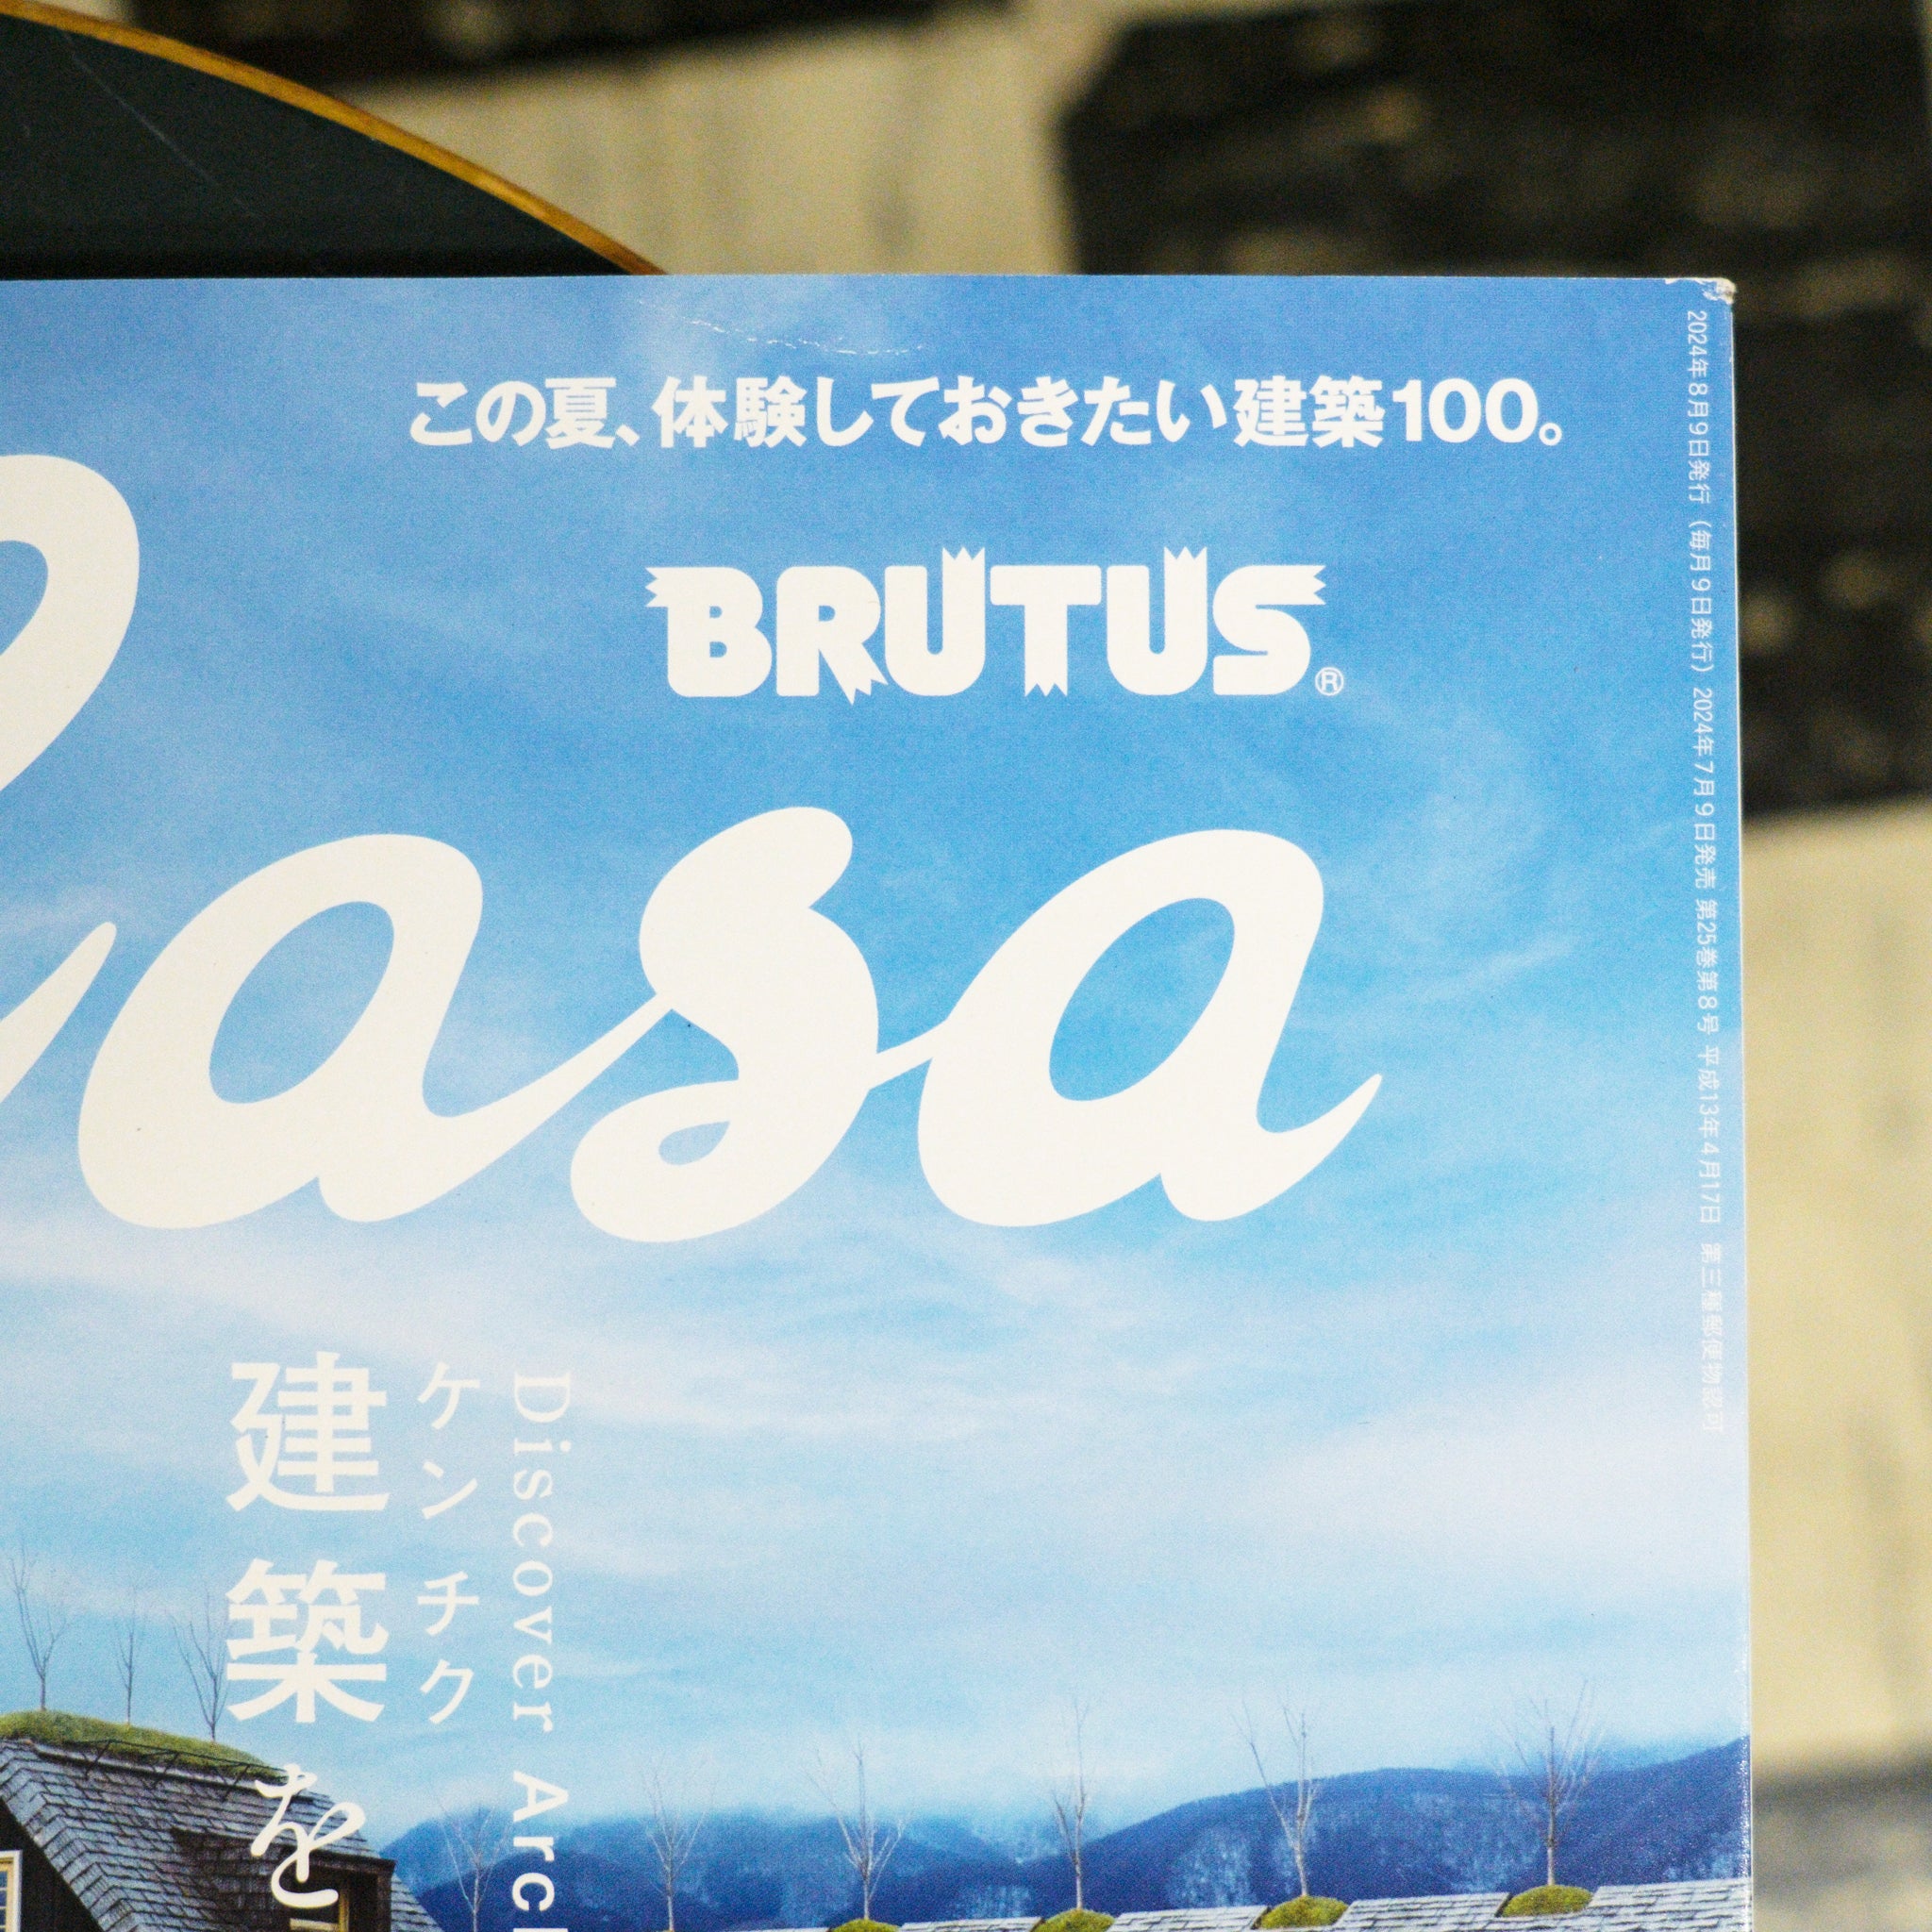 この夏、体験しておきたい建築100。
BRUTUS®
Casa
2024年8月9日発行（毎月9日発行）2024年7月9日発売 第25巻第8号 平成13年4月17日 第三種郵便物認可
Discover Arc
ケンチク
建築を